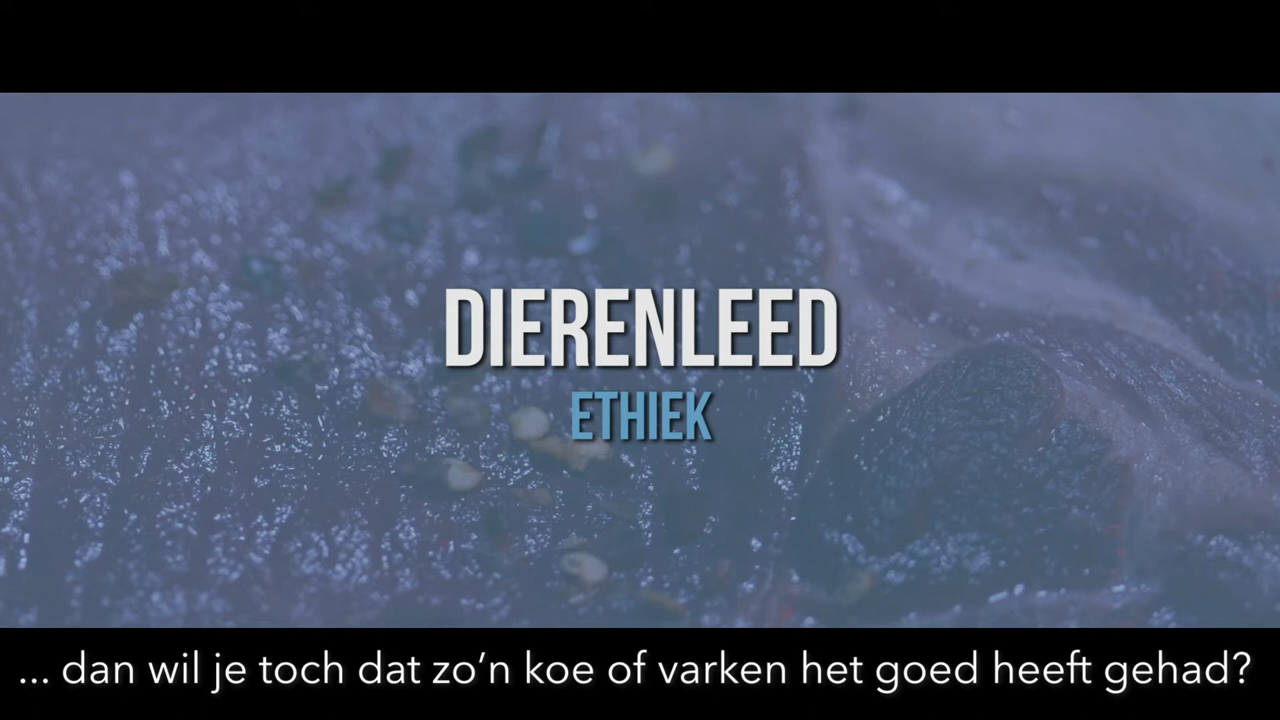 DIERENLEED
ETHIEK
... dan wil je toch dat zo’n koe of varken het goed heeft gehad?